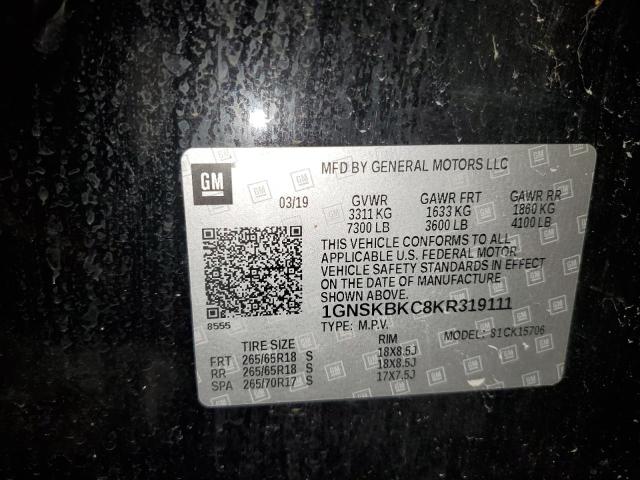 GM
MFD BY GENERAL MOTORS LLC
03/19
GVWR GAWR FRT GAWR RR
3311 KG 1633 KG 1860 KG
7300 LB 3600 LB 4100 LB
THIS VEHICLE CONFORMS TO ALL
APPLICABLE U.S. FEDERAL MOTOR
VEHICLE SAFETY STANDARDS IN EFFECT
ON THE DATE OF MANUFACTURE
SHOWN ABOVE.
1GNSKBKC8KR319111
8555
TYPE: M.P.V. MODEL: S1CK15706
TIRE SIZE RIM
FRT 265/65R18 S 18X8.5J
RR 265/65R18 S 18X8.5J
SPA 265/70R17 S 17X7.5J